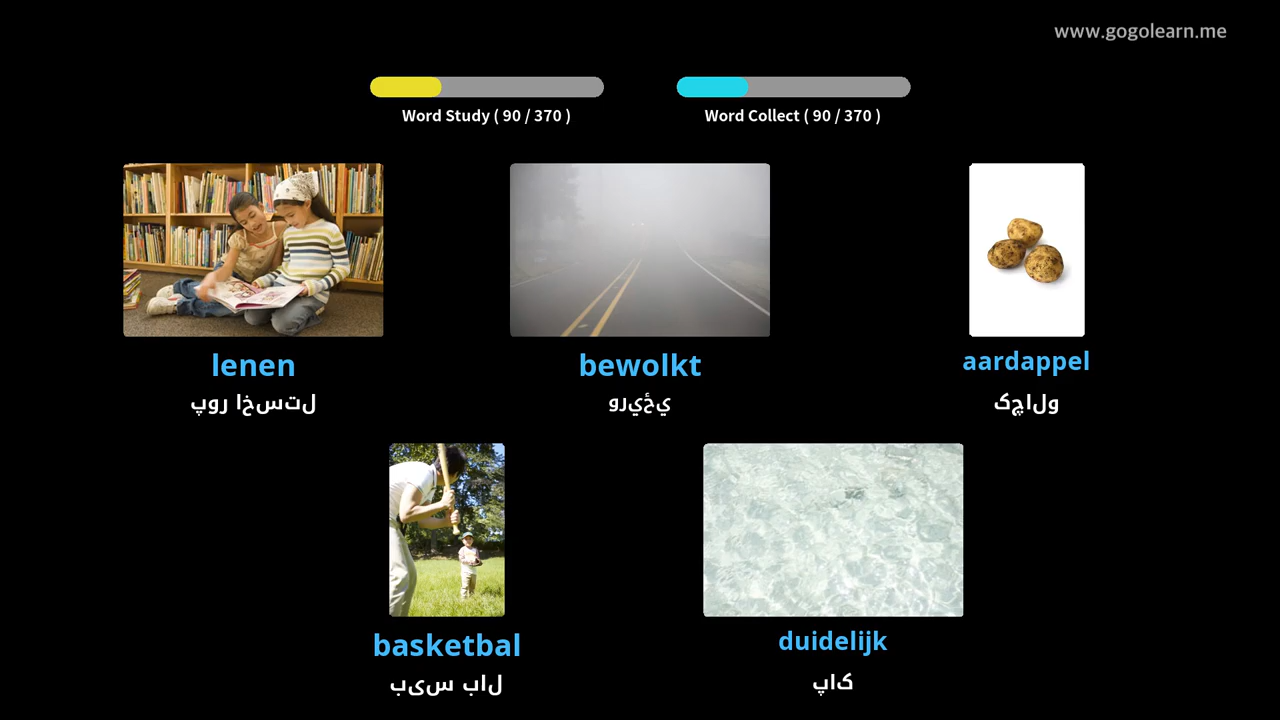 www.gogolearn.me
Word Study ( 90 / 370 )
Word Collect ( 90 / 370 )
lenen
پور اخستل
bewolkt
وريځي
aardappel
کچالو
basketbal
بیس بال
duidelijk
پاک